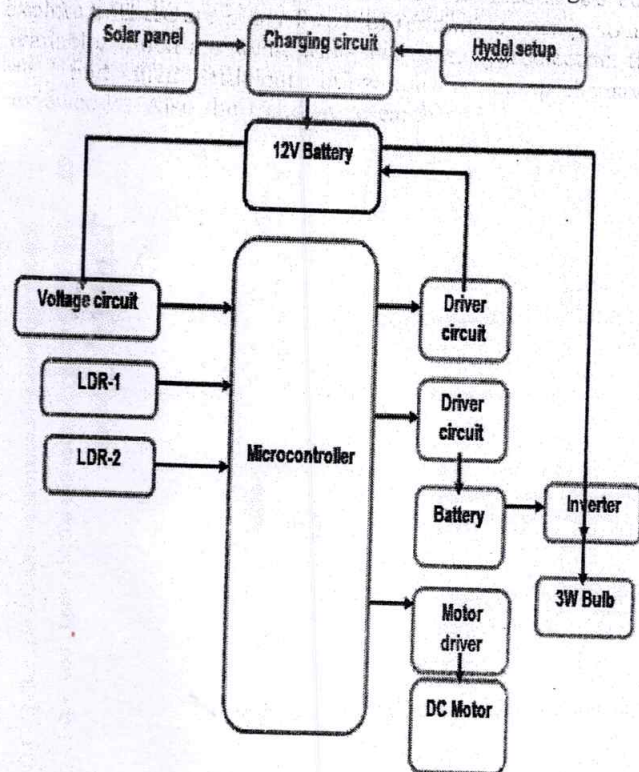 Solar panel
Charging circuit
Hydel setup
12V Battery
Voltage circuit
Driver
circuit
LDR-1
Driver
circuit
LDR-2
Microcontroller
Battery
Inverter
3W Bulb
Motor
driver
DC Motor